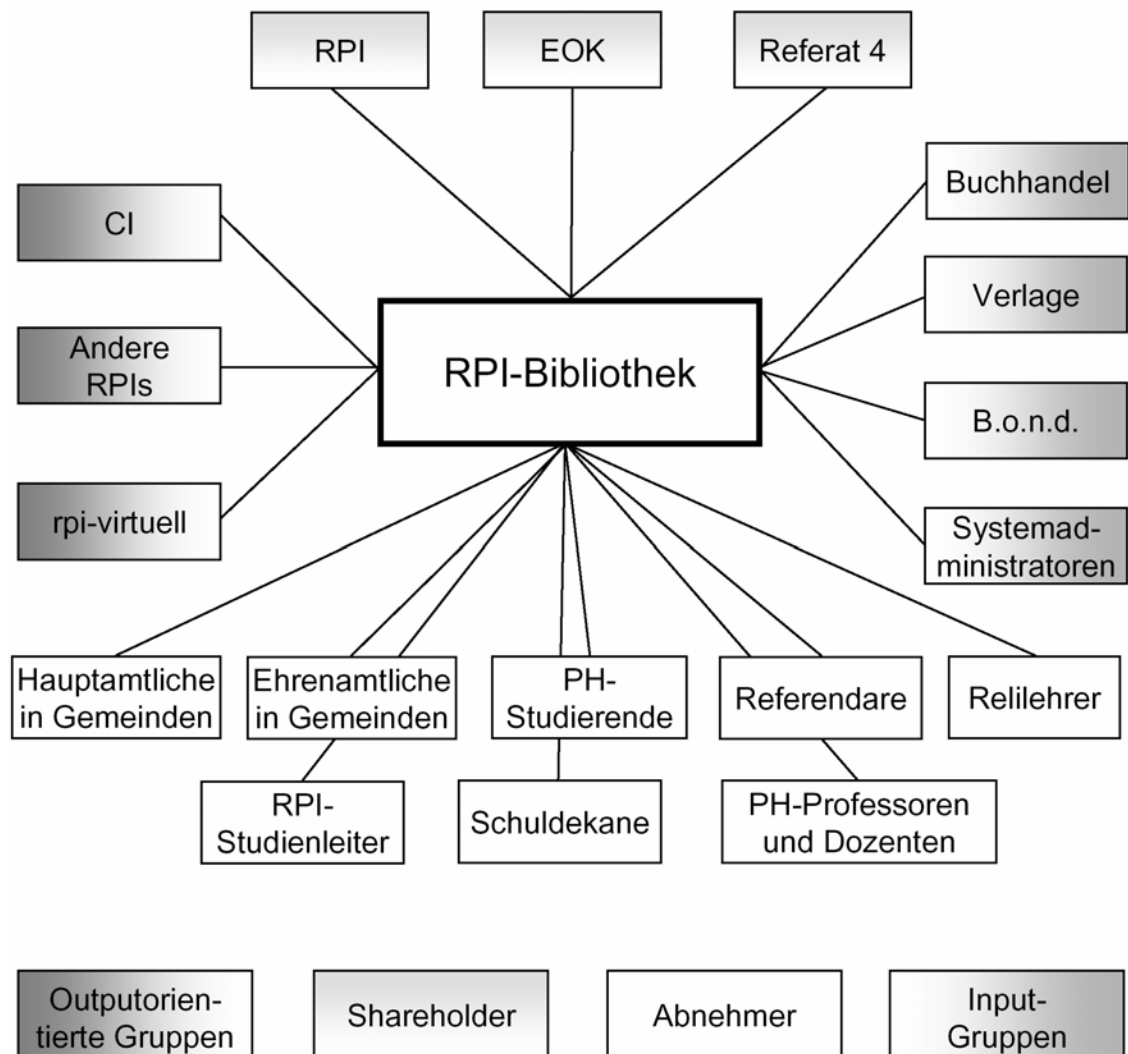 RPI
EOK
Referat 4
Buchhandel
CI
Verlage
Andere
RPIs
RPI-Bibliothek
B.o.n.d.
rpi-virtuell
Systemad-
ministratoren
Hauptamtliche
in Gemeinden
Ehrenamtliche
in Gemeinden
PH-
Studierende
Referendare
Relilehrer
RPI-
Studienleiter
Schuldekane
PH-Professoren
und Dozenten
Outputorien-
tierte Gruppen
Shareholder
Abnehmer
Input-
Gruppen